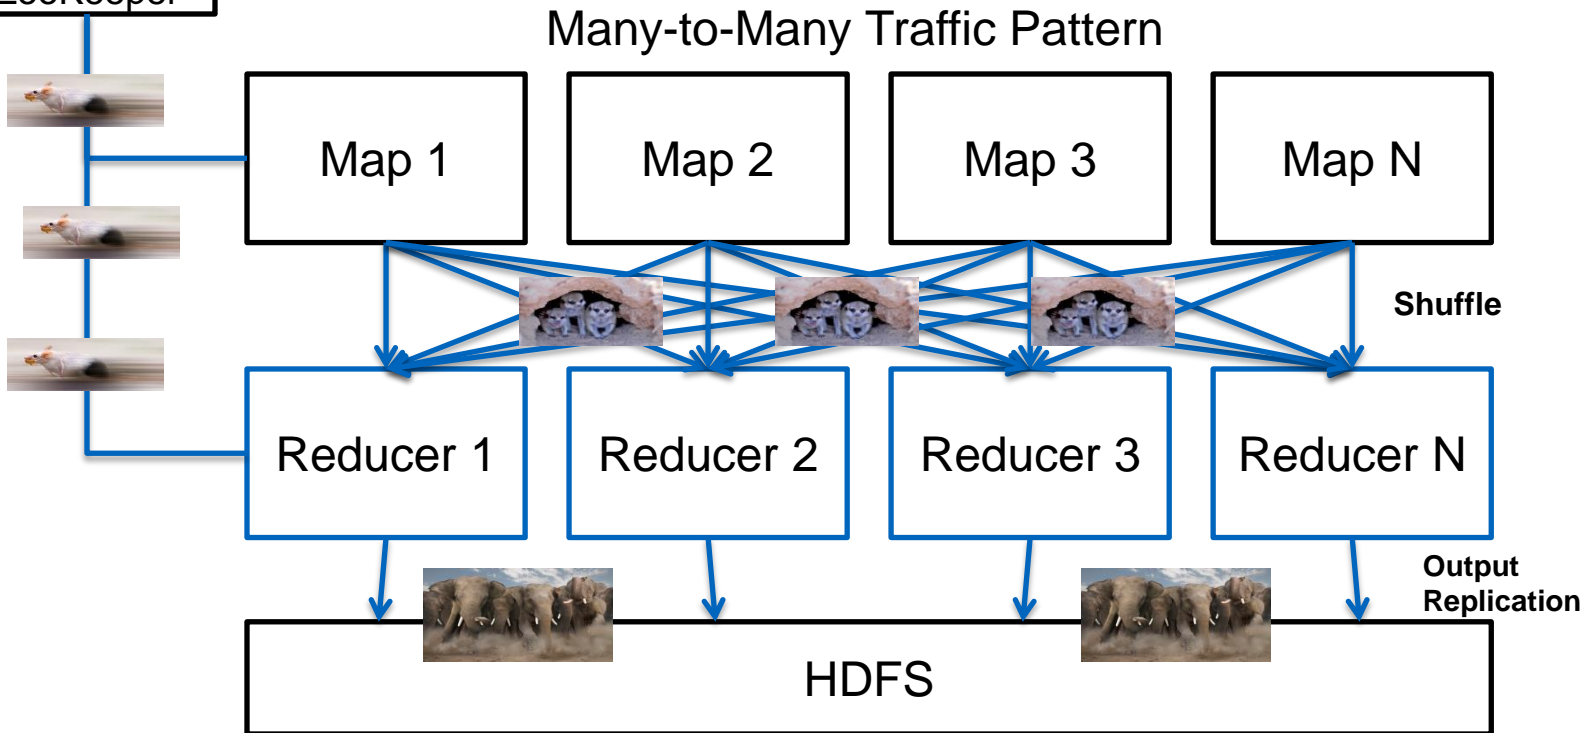 ZooKeeper
Many-to-Many Traffic Pattern
Map 1
Map 2
Map 3
Map N
Shuffle
Reducer 1
Reducer 2
Reducer 3
Reducer N
Output
Replication
HDFS